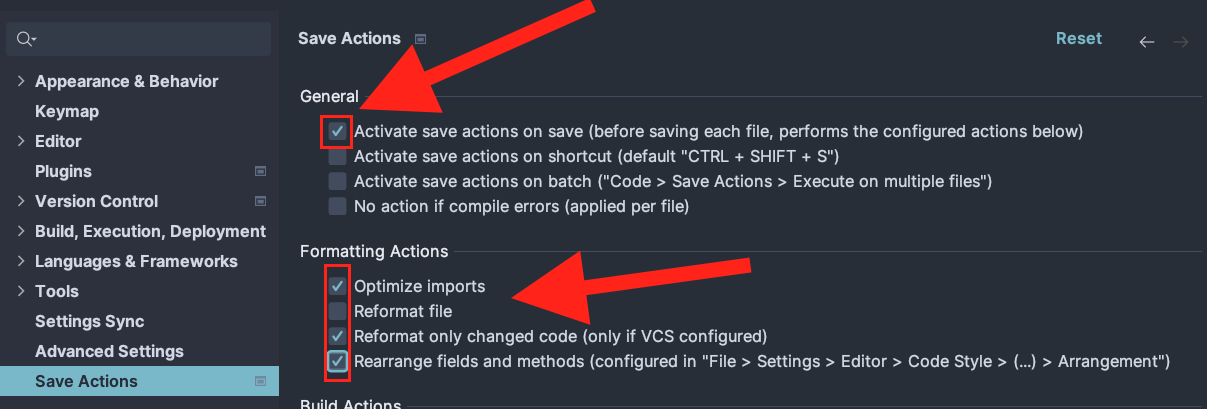 Appearance & Behavior
Keymap
Editor
Plugins
Version Control
Build, Execution, Deployment
Languages & Frameworks
Tools
Settings Sync
Advanced Settings
Save Actions
Save Actions
Reset
General
Activate save actions on save (before saving each file, performs the configured actions below)
Activate save actions on shortcut (default "CTRL + SHIFT + S")
Activate save actions on batch ("Code > Save Actions > Execute on multiple files")
No action if compile errors (applied per file)
Formatting Actions
Optimize imports
Reformat file
Reformat only changed code (only if VCS configured)
Rearrange fields and methods (configured in "File > Settings > Editor > Code Style > (...) > Arrangement")
Build Actions